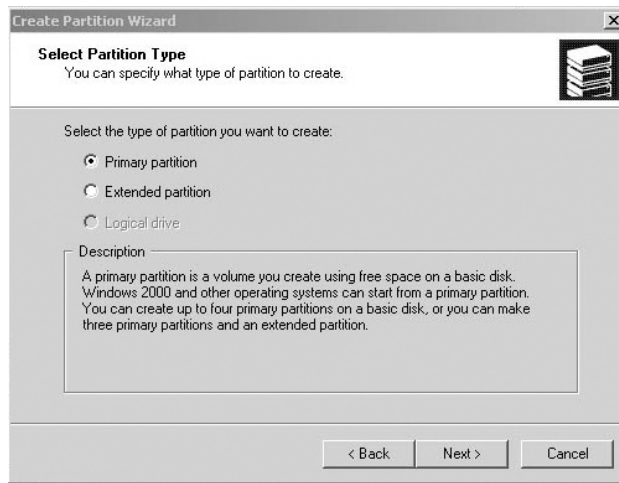 Create Partition Wizard
Select Partition Type
You can specify what type of partition to create.
Select the type of partition you want to create:
Primary partition
Extended partition
Logical drive
Description
A primary partition is a volume you create using free space on a basic disk.
Windows 2000 and other operating systems can start from a primary partition.
You can create up to four primary partitions on a basic disk, or you can make
three primary partitions and an extended partition.
< Back
Next >
Cancel